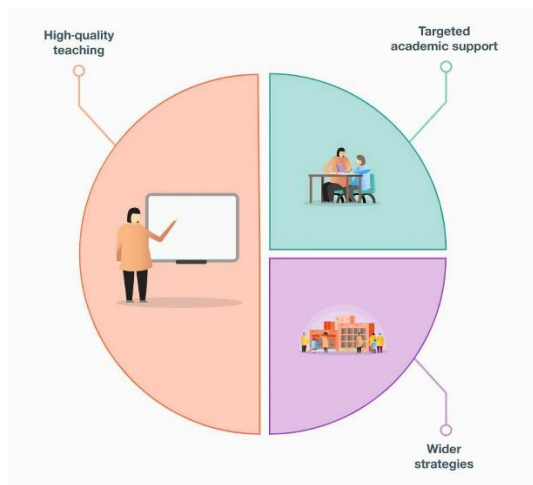 High-quality
teaching
Targeted
academic support
Wider
strategies